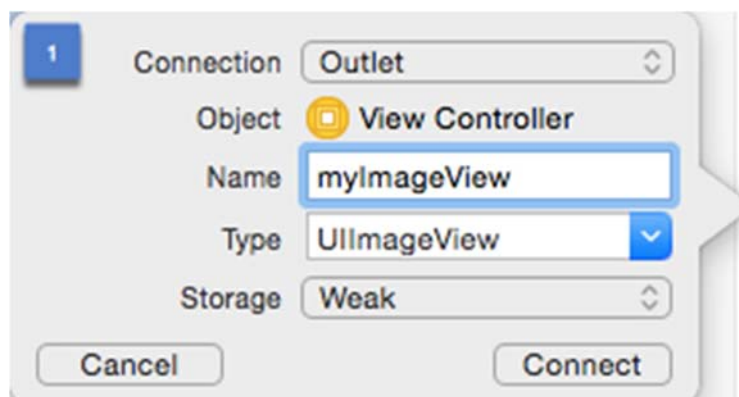 1
Connection Outlet
Object View Controller
Name myImageView
Type UIImageView
Storage Weak
Cancel Connect